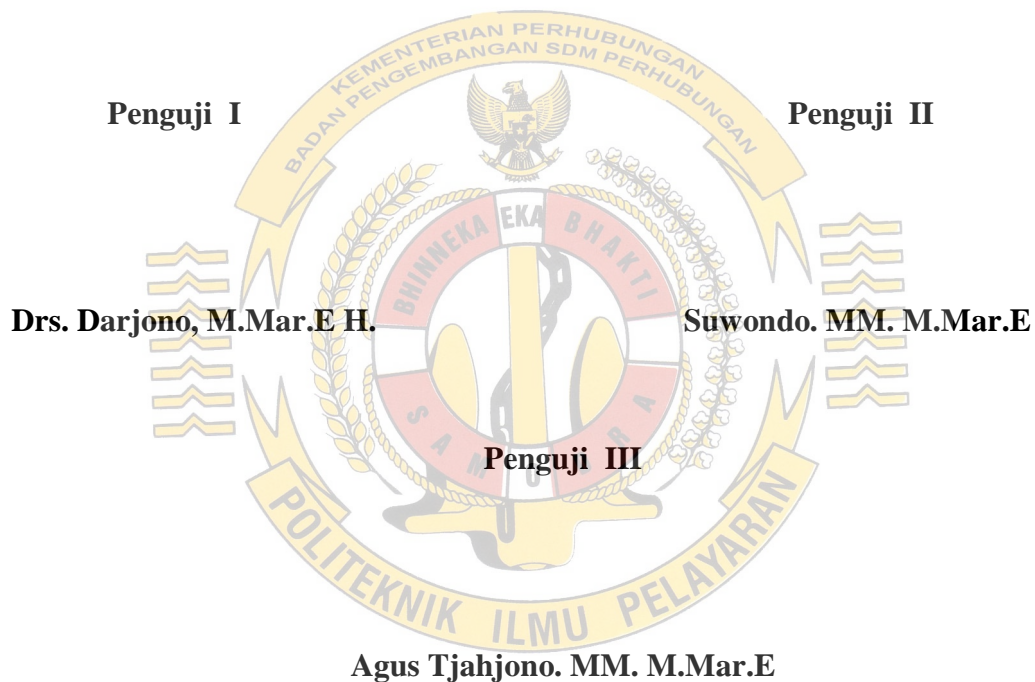 KEMENTERIAN PERHUBUNGAN
BADAN PENGEMBANGAN SDM PERHUBUNGAN
Penguji I
Penguji II
BHINNEKA EKA BHAKTI
Drs. Darjono, M.Mar.E H.
Suwondo. MM. M.Mar.E
SAMUDRA
Penguji III
POLITEKNIK ILMU PELAYARAN
Agus Tjahjono. MM. M.Mar.E